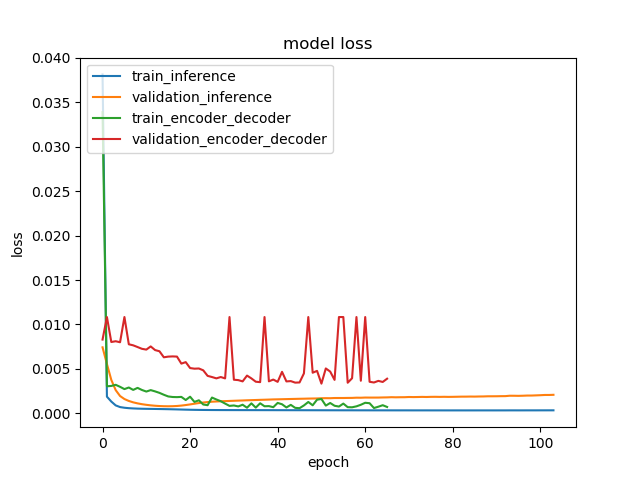 model loss
0.040
0.035
0.030
0.025
0.020
0.015
0.010
0.005
0.000
loss
train_inference
validation_inference
train_encoder_decoder
validation_encoder_decoder
0 20 40 60 80 100
epoch